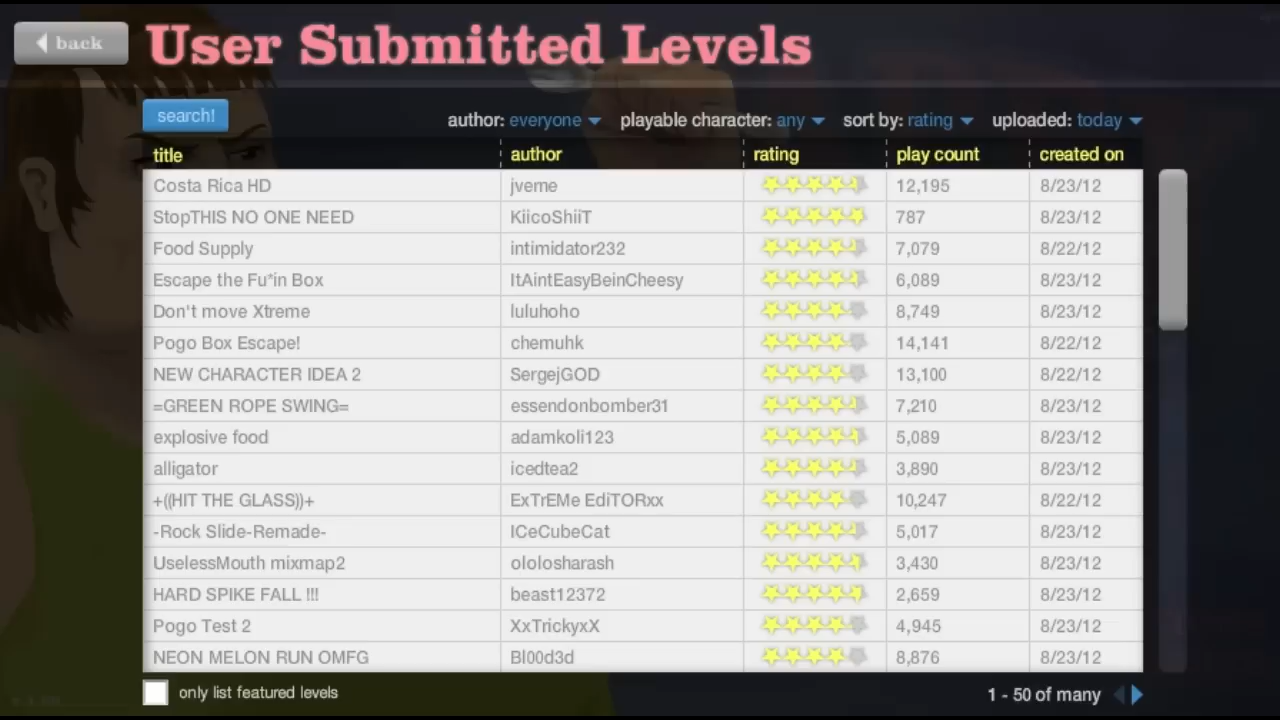 back
User Submitted Levels
search! author: everyone playable character: any sort by: rating uploaded: today
title author rating play count created on
Costa Rica HD jverne 12,195 8/23/12
StopTHIS NO ONE NEED KiicoShiiT 787 8/23/12
Food Supply intimidator232 7,079 8/22/12
Escape the Fu*in Box ItAintEasyBeinCheesy 6,089 8/23/12
Don't move Xtreme luluhoho 8,749 8/23/12
Pogo Box Escape! chemuhk 14,141 8/22/12
NEW CHARACTER IDEA 2 SergejGOD 13,100 8/22/12
=GREEN ROPE SWING= essendonbomber31 7,210 8/23/12
explosive food adamkoli123 5,089 8/23/12
alligator icedtea2 3,890 8/23/12
+((HIT THE GLASS))+ ExTrEMe EdiTORxx 10,247 8/22/12
-Rock Slide-Remade- ICeCubeCat 5,017 8/23/12
UselessMouth mixmap2 ololosharash 3,430 8/23/12
HARD SPIKE FALL !!! beast12372 2,659 8/23/12
Pogo Test 2 XxTrickyxX 4,945 8/23/12
NEON MELON RUN OMFG Bl00d3d 8,876 8/23/12
only list featured levels 1 - 50 of many